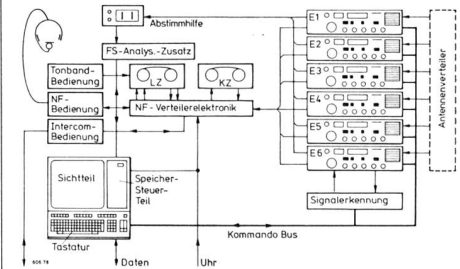 Abstimmhilfe
FS-Analys.-Zusatz
Tonband-
Bedienung
LZ
KZ
NF-
Bedienung
NF-Verteilerelektronik
Intercom-
Bedienung
Sichtteil
Speicher-
Steuer-
Teil
Tastatur
Daten
Uhr
Kommando Bus
E1
E2
E3
E4
E5
E6
Signalerkennung
Antennenverteiler